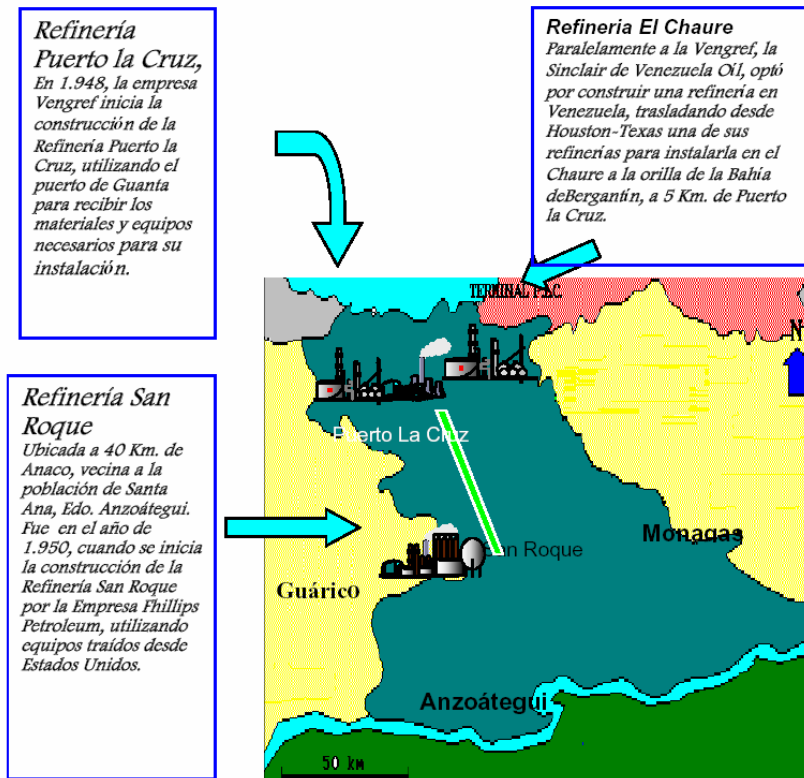 Refinería
Puerto la Cruz,
En 1.948, la empresa
Vengref inicia la
construcción de la
Refinería Puerto la
Cruz, utilizando el
puerto de Guanta
para recibir los
materiales y equipos
necesarios para su
instalación.
Refineria El Chaure
Paralelamente a la Vengref, la
Sinclair de Venezuela Oil, optó
por construir una refinería en
Venezuela, trasladando desde
Houston-Texas una de sus
refinerías para instalarla en el
Chaure a la orilla de la Bahía
deBergantín, a 5 Km. de Puerto
la Cruz.
Refinería San
Roque
Ubicada a 40 Km. de
Anaco, vecina a la
población de Santa
Ana, Edo. Anzoátegui.
Fue en el año de
1.950, cuando se inicia
la construcción de la
Refinería San Roque
por la Empresa Fhillips
Petroleum, utilizando
equipos traídos desde
Estados Unidos.
TERMINAL P.L.C.
N
Puerto La Cruz
San Roque
Monagas
Guárico
Anzoátegui
50 km